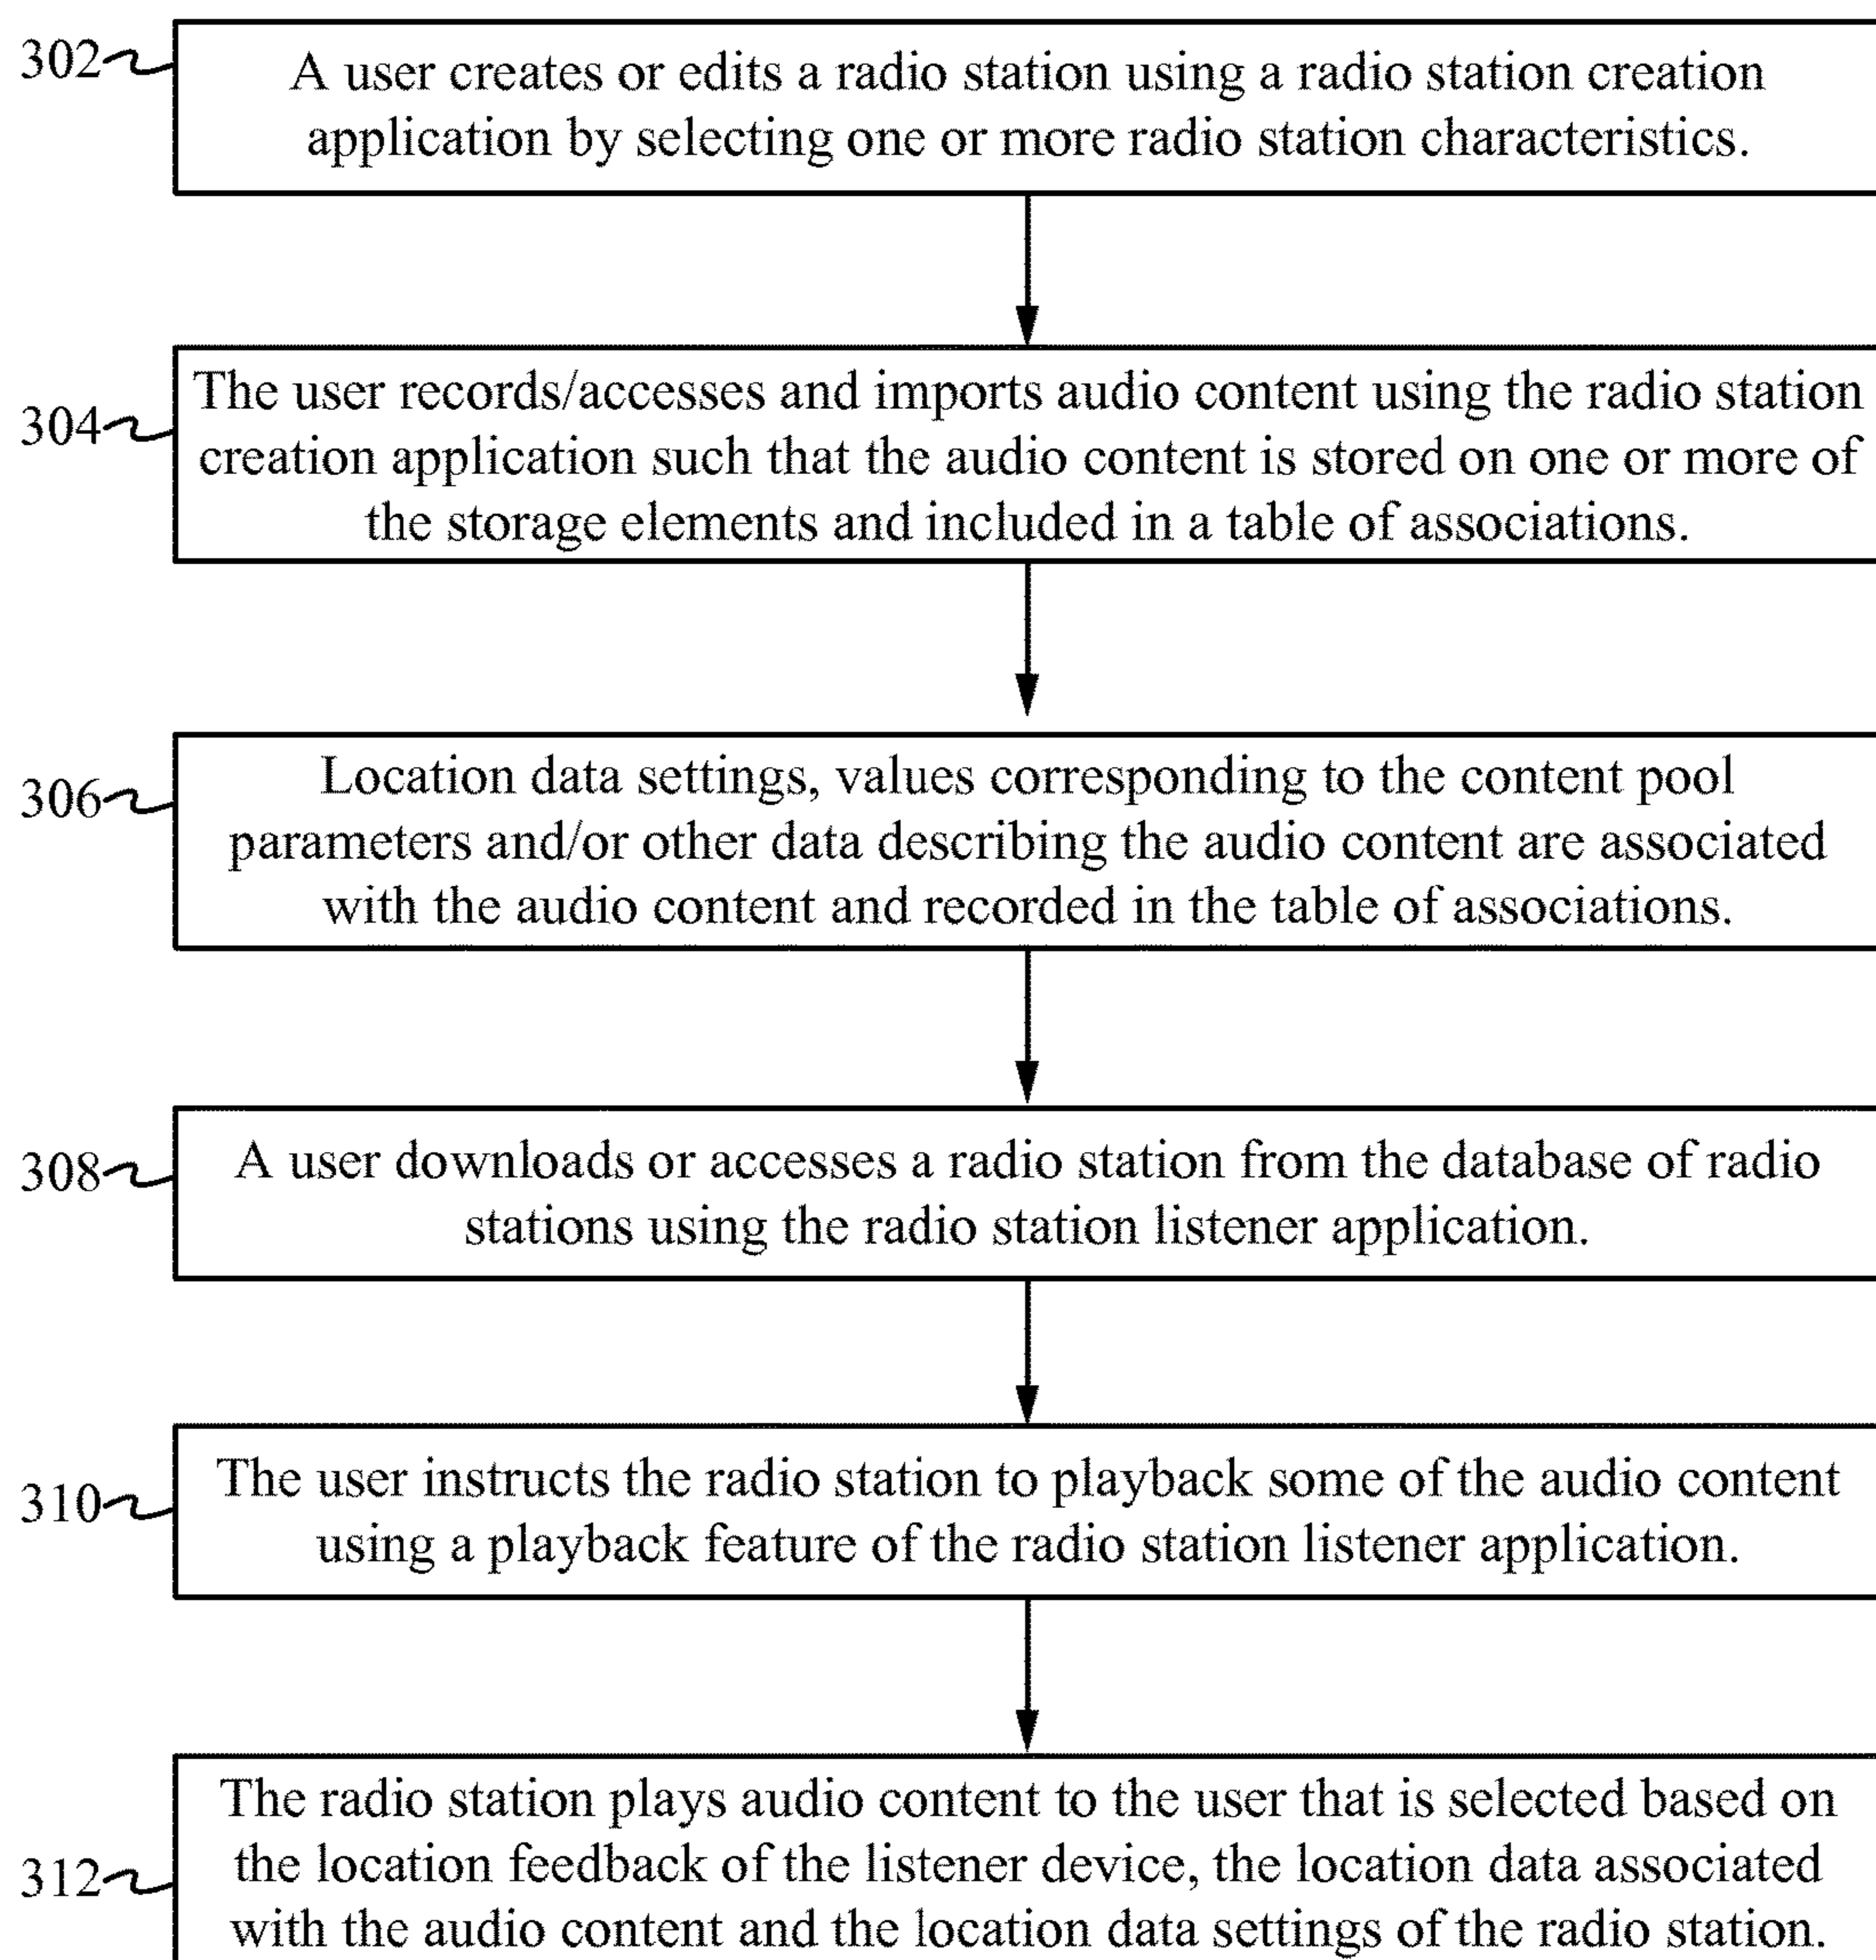 302
A user creates or edits a radio station using a radio station creation
application by selecting one or more radio station characteristics.
304
The user records/accesses and imports audio content using the radio station
creation application such that the audio content is stored on one or more of
the storage elements and included in a table of associations.
306
Location data settings, values corresponding to the content pool
parameters and/or other data describing the audio content are associated
with the audio content and recorded in the table of associations.
308
A user downloads or accesses a radio station from the database of radio
stations using the radio station listener application.
310
The user instructs the radio station to playback some of the audio content
using a playback feature of the radio station listener application.
312
The radio station plays audio content to the user that is selected based on
the location feedback of the listener device, the location data associated
with the audio content and the location data settings of the radio station.